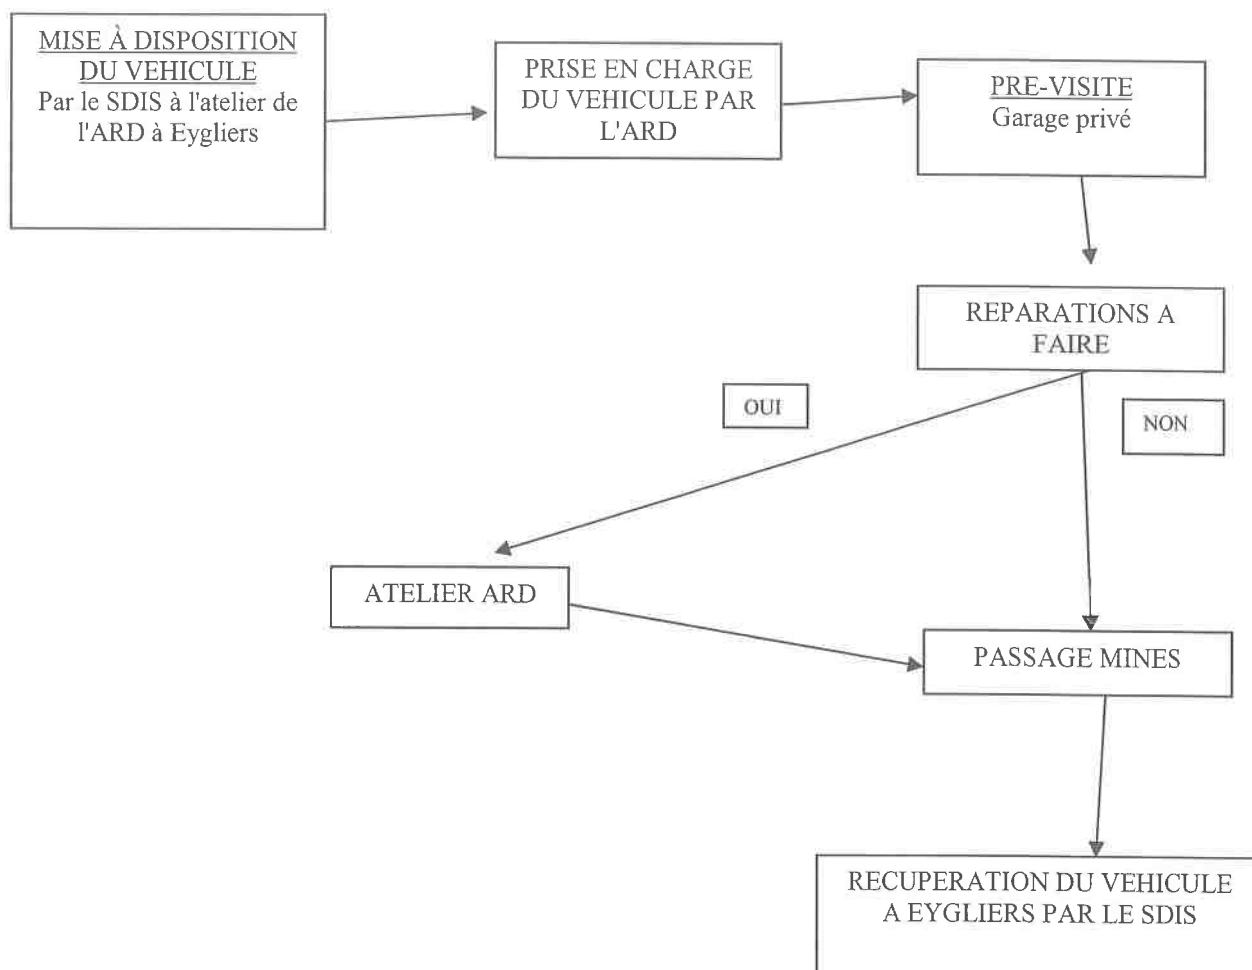 MISE À DISPOSITION
DU VEHICULE
Par le SDIS à l'atelier de
l'ARD à Eygliers
PRISE EN CHARGE
DU VEHICULE PAR
L'ARD
PRE-VISITE
Garage privé
REPARATIONS A
FAIRE
OUI
NON
ATELIER ARD
PASSAGE MINES
RECUPERATION DU VEHICULE
A EYGLIERS PAR LE SDIS